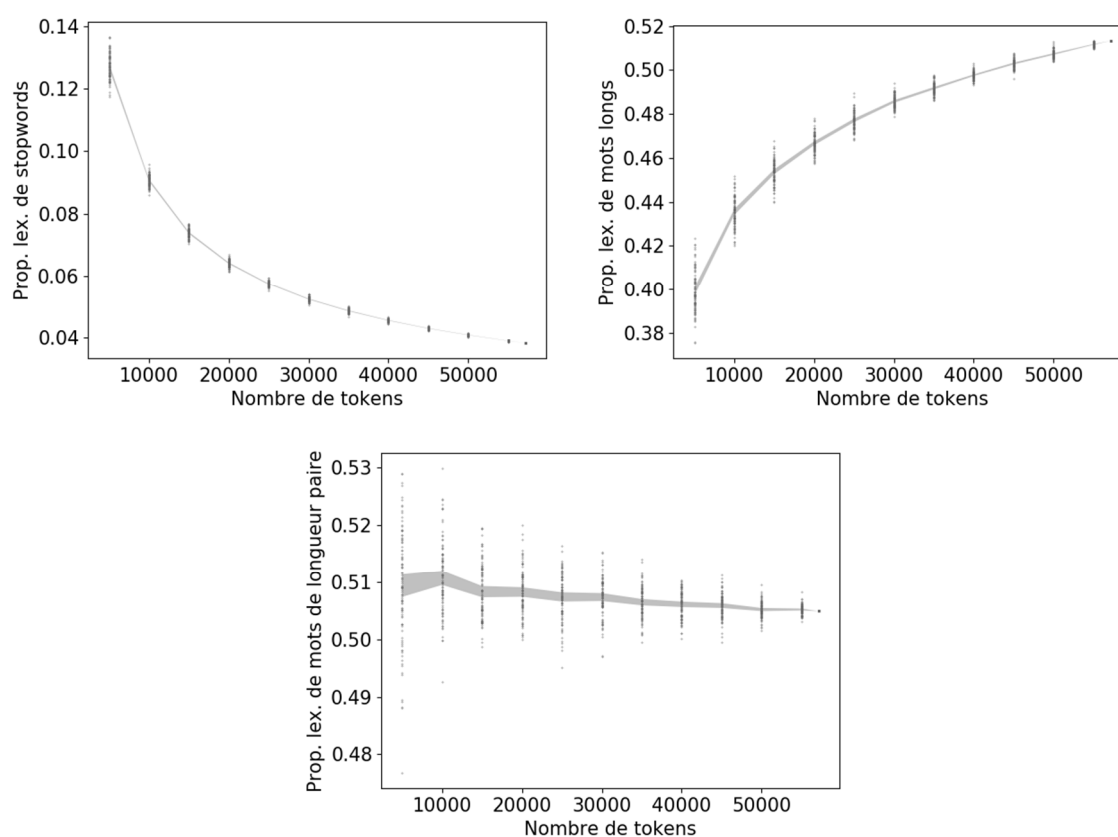 Prop. lex. de stopwords
0.14
0.12
0.10
0.08
0.06
0.04
10000 20000 30000 40000 50000
Nombre de tokens
Prop. lex. de mots longs
0.52
0.50
0.48
0.46
0.44
0.42
0.40
0.38
10000 20000 30000 40000 50000
Nombre de tokens
Prop. lex. de mots de longueur paire
0.53
0.52
0.51
0.50
0.49
0.48
10000 20000 30000 40000 50000
Nombre de tokens